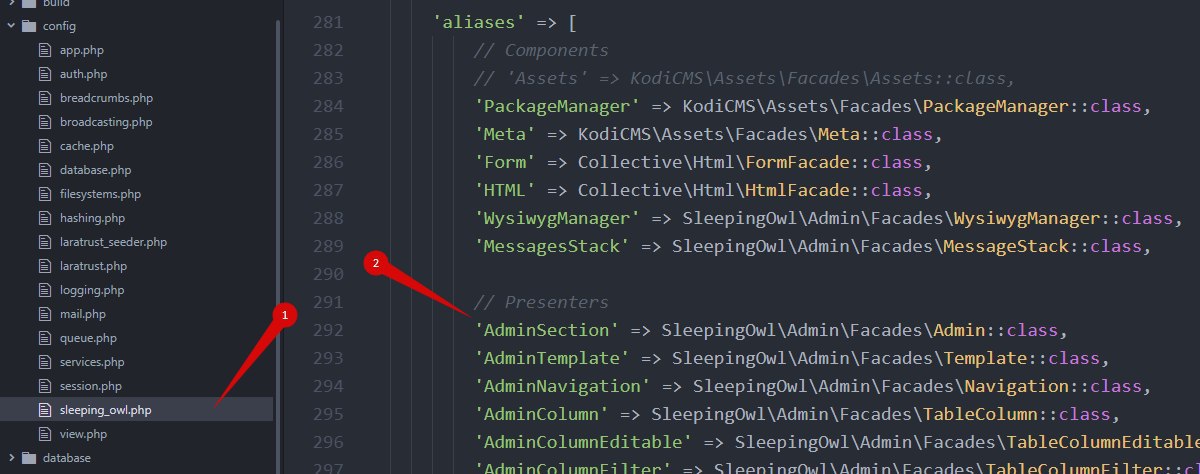 build
config
app.php
auth.php
breadcrumbs.php
broadcasting.php
cache.php
database.php
filesystems.php
hashing.php
laratrust_seeder.php
laratrust.php
logging.php
mail.php
queue.php
services.php
session.php
sleeping_owl.php
view.php
database
1
2
281 'aliases' => [
282 // Components
283 // 'Assets' => KodiCMS\Assets\Facades\Assets::class,
284 'PackageManager' => KodiCMS\Assets\Facades\PackageManager::class,
285 'Meta' => KodiCMS\Assets\Facades\Meta::class,
286 'Form' => Collective\Html\FormFacade::class,
287 'HTML' => Collective\Html\HtmlFacade::class,
288 'WysiwygManager' => SleepingOwl\Admin\Facades\WysiwygManager::class,
289 'MessagesStack' => SleepingOwl\Admin\Facades\MessageStack::class,
290
291 // Presenters
292 'AdminSection' => SleepingOwl\Admin\Facades\Admin::class,
293 'AdminTemplate' => SleepingOwl\Admin\Facades\Template::class,
294 'AdminNavigation' => SleepingOwl\Admin\Facades\Navigation::class,
295 'AdminColumn' => SleepingOwl\Admin\Facades\TableColumn::class,
296 'AdminColumnEditable' => SleepingOwl\Admin\Facades\TableColumnEditable
297 'AdminColumnFilter' => SleepingOwl\Admin\Facades\TableColumnFilter::cl